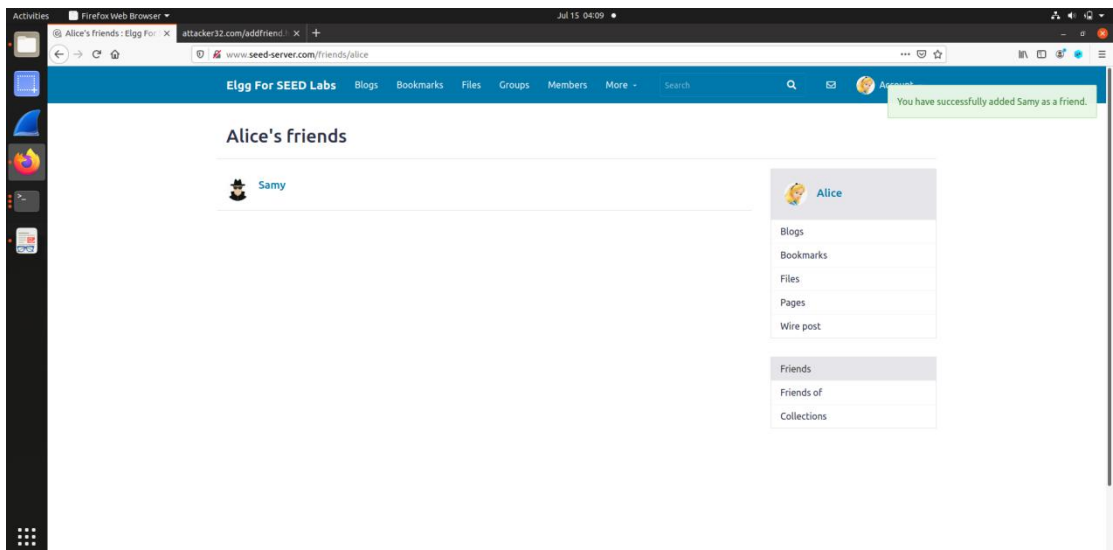 Activities Firefox Web Browser Jul 15 04:09
Alice's friends : Elgg For attacker32.com/addfriend.
www.seed-server.com/friends/alice
Elgg For SEED Labs Blogs Bookmarks Files Groups Members More Search Account
You have successfully added Samy as a friend.
Alice's friends
Samy
Alice
Blogs
Bookmarks
Files
Pages
Wire post
Friends
Friends of
Collections